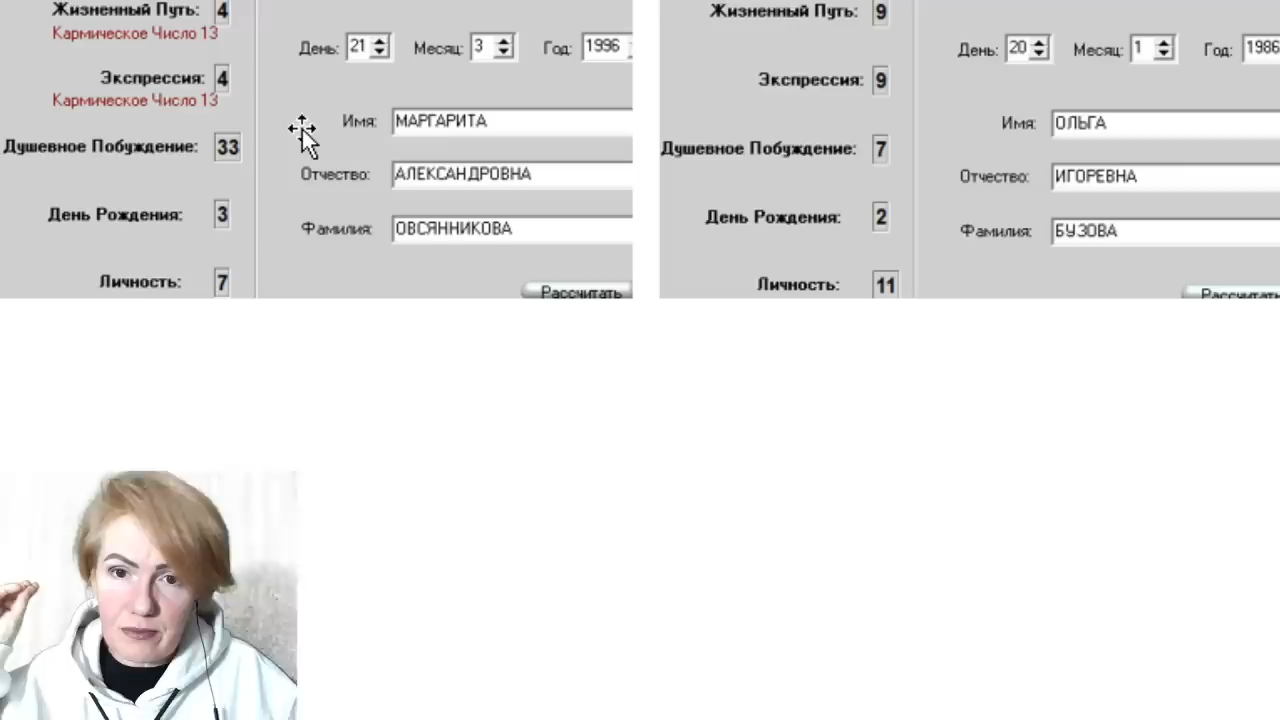 Жизненный Путь: 4
Кармическое Число 13
Экспрессия: 4
Кармическое Число 13
Душевное Побуждение: 33
День Рождения: 3
Личность: 7
День: 21 Месяц: 3 Год: 1996
Имя: МАРГАРИТА
Отчество: АЛЕКСАНДРОВНА
Фамилия: ОВСЯННИКОВА
Рассчитать
Жизненный Путь: 9
Экспрессия: 9
Душевное Побуждение: 7
День Рождения: 2
Личность: 11
День: 20 Месяц: 1 Год: 1986
Имя: ОЛЬГА
Отчество: ИГОРЕВНА
Фамилия: БУЗОВА
Рассчитать